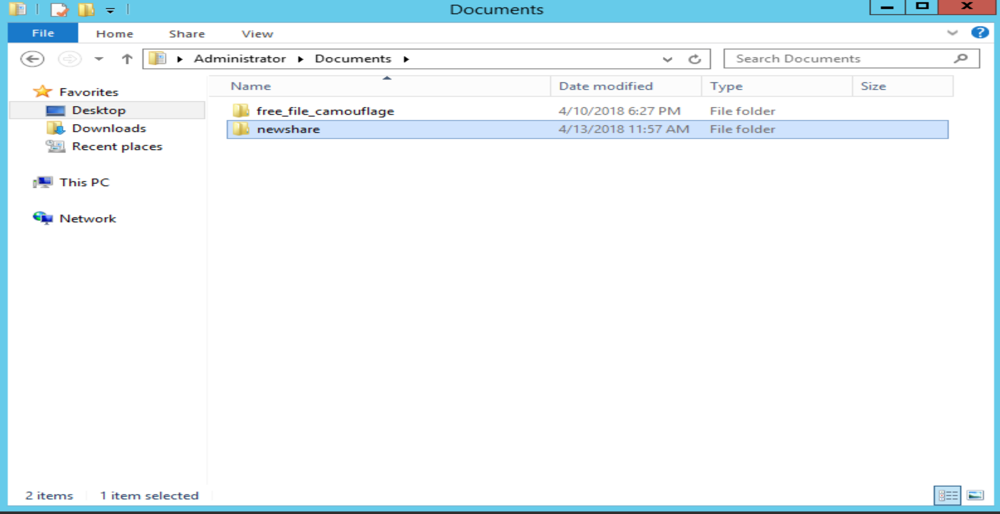 Documents
File Home Share View
Administrator Documents
Search Documents
Favorites
Desktop
Downloads
Recent places
This PC
Network
Name Date modified Type Size
free_file_camouflage 4/10/2018 6:27 PM File folder
newshare 4/13/2018 11:57 AM File folder
2 items 1 item selected